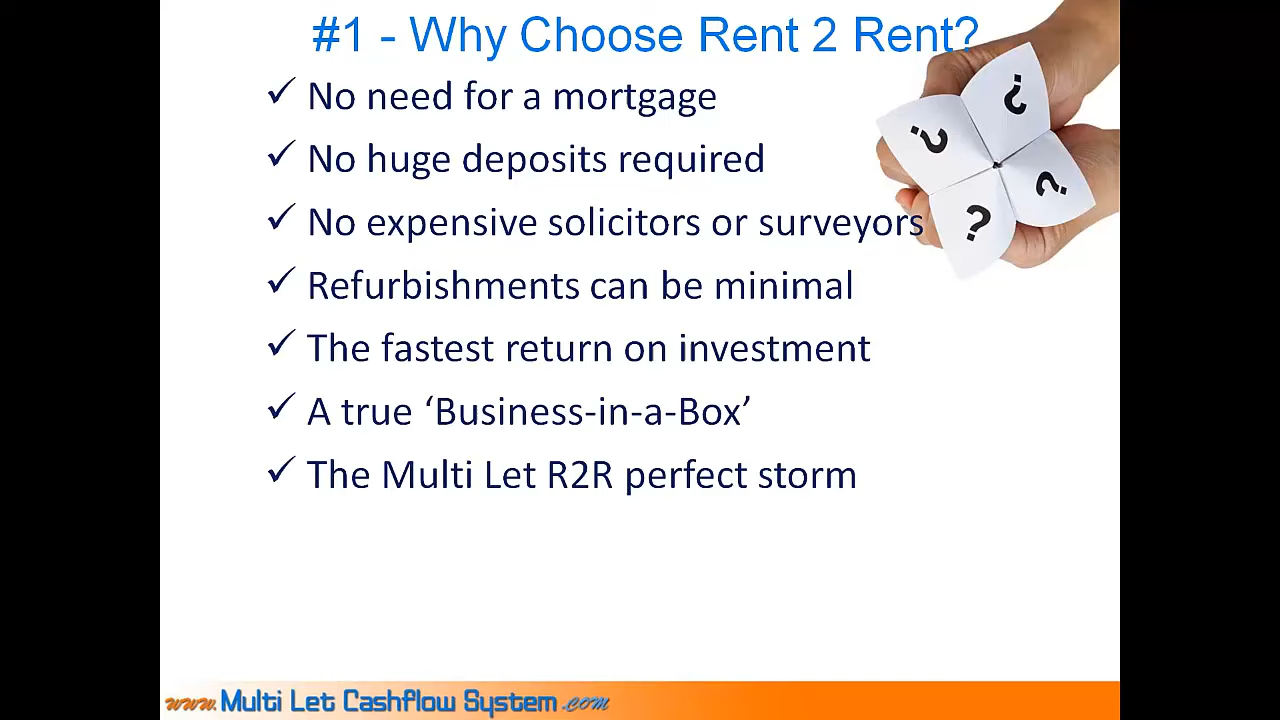 #1 - Why Choose Rent 2 Rent?
✓ No need for a mortgage
✓ No huge deposits required
✓ No expensive solicitors or surveyors
✓ Refurbishments can be minimal
✓ The fastest return on investment
✓ A true ‘Business-in-a-Box’
✓ The Multi Let R2R perfect storm
?
?
?
?
www.Multi Let Cashflow System.com